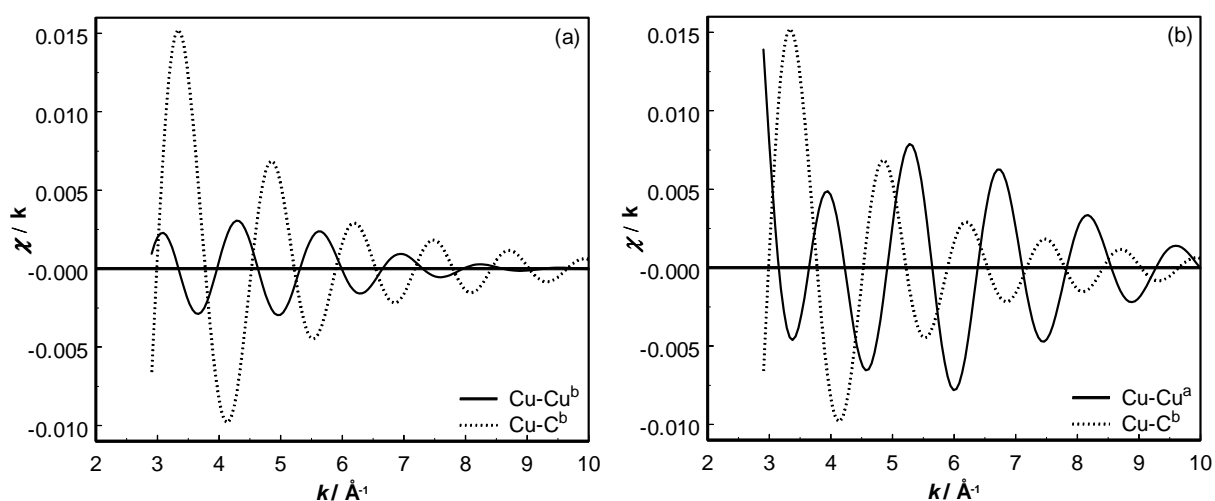 (a)
0.015
0.010
0.005
-0.000
-0.005
-0.010
χ / k
2 3 4 5 6 7 8 9 10
k / Å-1
Cu-Cu b
Cu-C b
(b)
0.015
0.010
0.005
-0.000
-0.005
-0.010
χ / k
2 3 4 5 6 7 8 9 10
k / Å-1
Cu-Cu a
Cu-C b